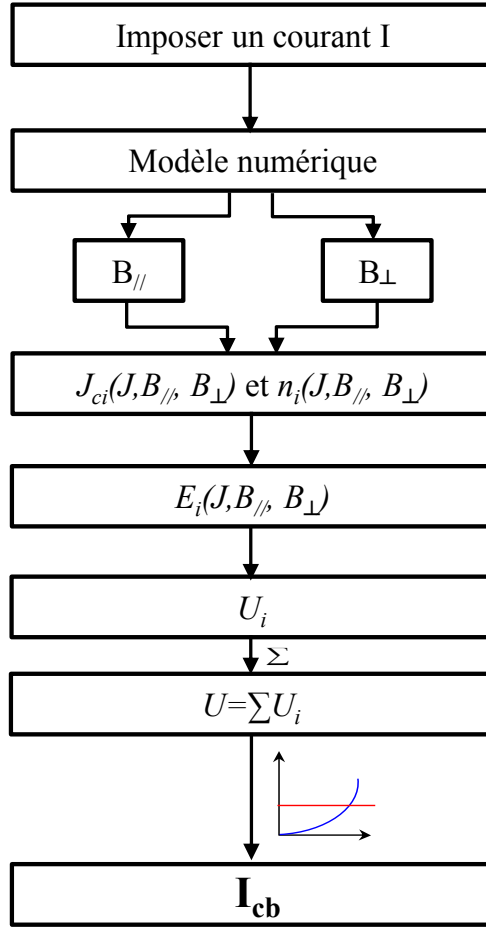 Imposer un courant I
Modèle numérique
B//
B⊥
Jci(J,B//, B⊥) et ni(J,B//, B⊥)
Ei(J,B//, B⊥)
Ui
Σ
U=∑Ui
Icb